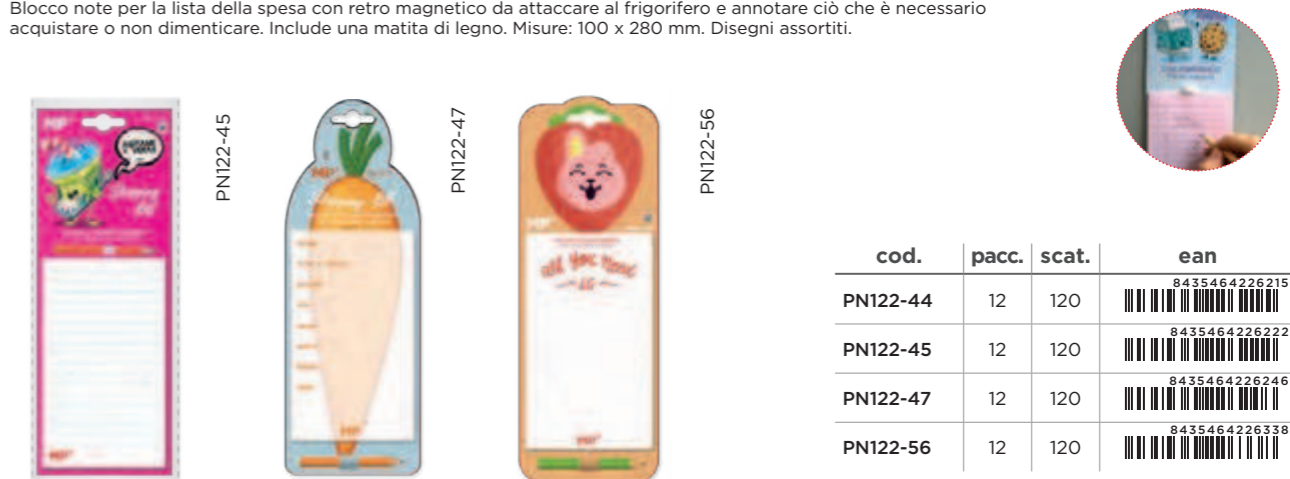 Blocco note per la lista della spesa con retro magnetico da attaccare al frigorifero e annotare ciò che è necessario
acquistare o non dimenticare. Include una matita di legno. Misure: 100 x 280 mm. Disegni assortiti.
PN122-45
PN122-47
PN122-56
all You Need
cod. pacc. scat. ean
PN122-44 12 120 8435464226215
PN122-45 12 120 8435464226222
PN122-47 12 120 8435464226246
PN122-56 12 120 8435464226338